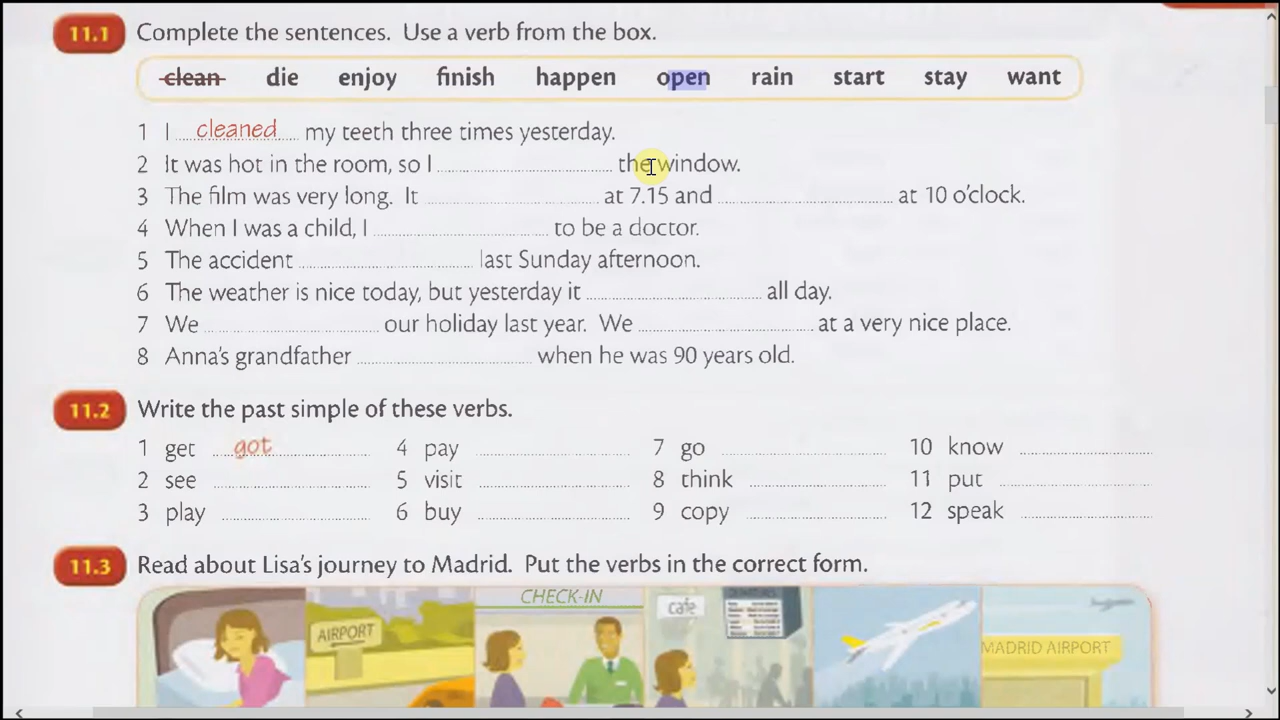 11.1 Complete the sentences. Use a verb from the box.
clean die enjoy finish happen open rain start stay want
1 I cleaned my teeth three times yesterday.
2 It was hot in the room, so I the window.
3 The film was very long. It at 7.15 and at 10 o'clock.
4 When I was a child, I to be a doctor.
5 The accident last Sunday afternoon.
6 The weather is nice today, but yesterday it all day.
7 We our holiday last year. We at a very nice place.
8 Anna's grandfather when he was 90 years old.
11.2 Write the past simple of these verbs.
1 get got 4 pay 7 go 10 know
2 see 5 visit 8 think 11 put
3 play 6 buy 9 copy 12 speak
11.3 Read about Lisa's journey to Madrid. Put the verbs in the correct form.
CHECK-IN
cafe
AIRPORT
MADRID AIRPORT